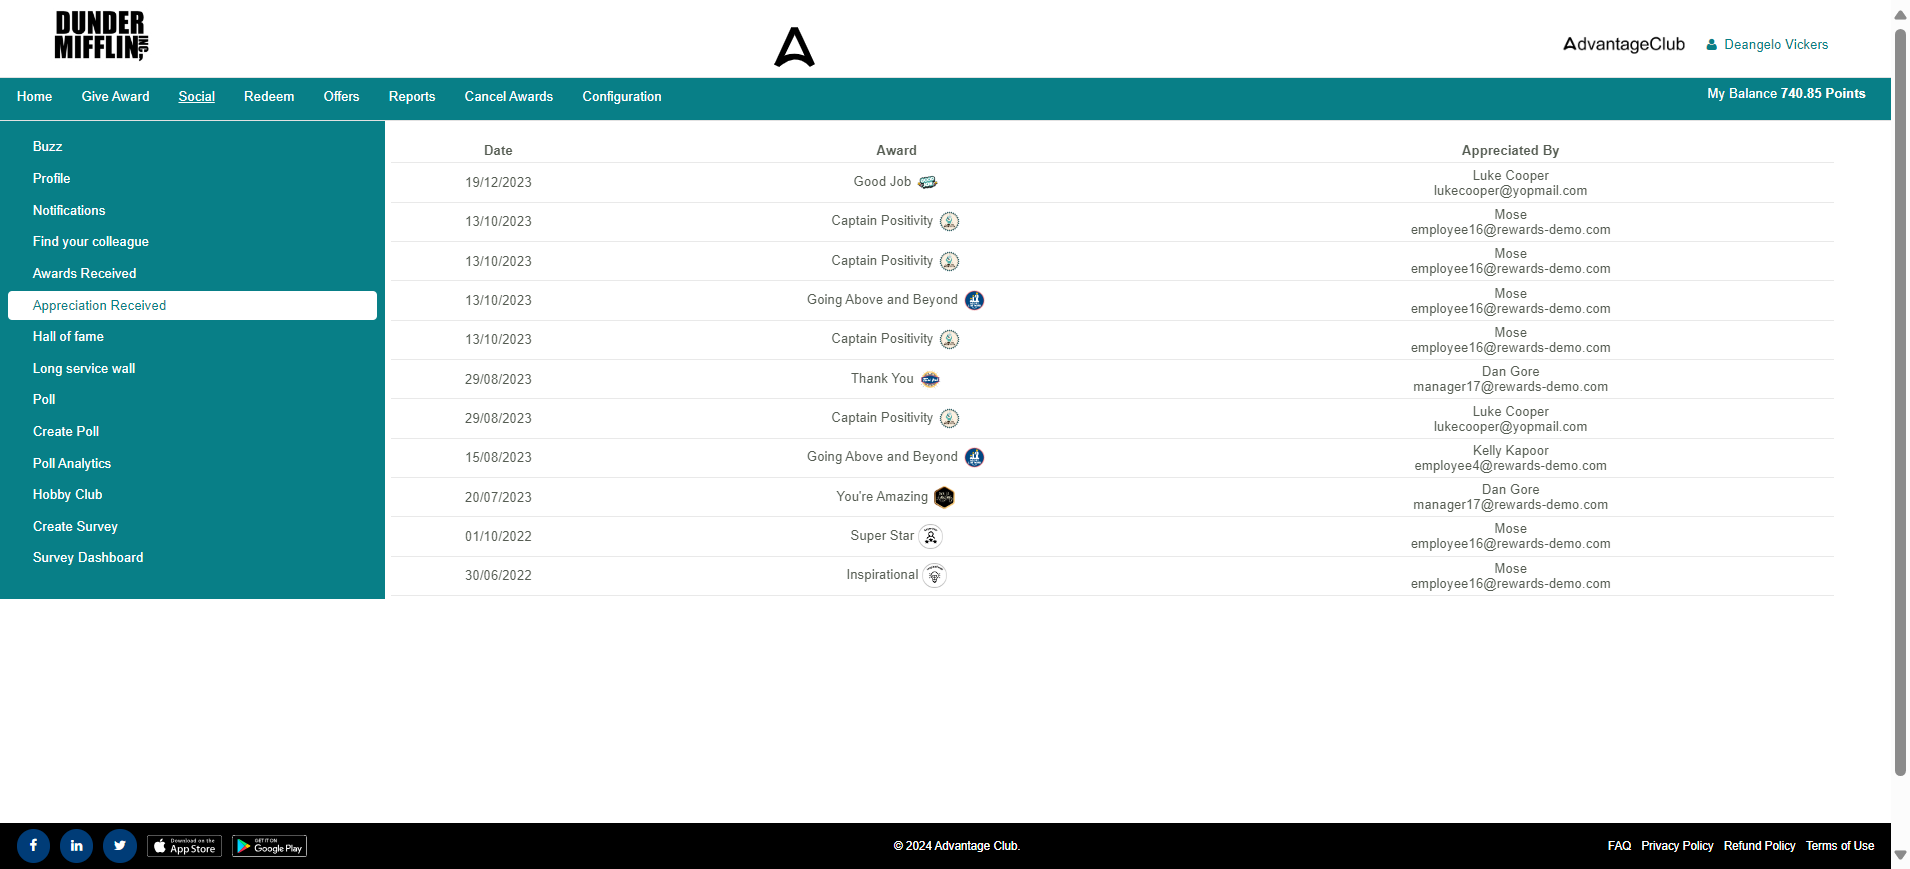 DUNDER
MIFFLIN INC,
AdvantageClub
Deangelo Vickers
Home Give Award Social Redeem Offers Reports Cancel Awards Configuration
My Balance 740.85 Points
Buzz
Profile
Notifications
Find your colleague
Awards Received
Appreciation Received
Hall of fame
Long service wall
Poll
Create Poll
Poll Analytics
Hobby Club
Create Survey
Survey Dashboard
Date Award Appreciated By
19/12/2023 Good Job Luke Cooper
lukecooper@yopmail.com
13/10/2023 Captain Positivity Mose
employee16@rewards-demo.com
13/10/2023 Captain Positivity Mose
employee16@rewards-demo.com
13/10/2023 Going Above and Beyond Mose
employee16@rewards-demo.com
13/10/2023 Captain Positivity Mose
employee16@rewards-demo.com
29/08/2023 Thank You Dan Gore
manager17@rewards-demo.com
29/08/2023 Captain Positivity Luke Cooper
lukecooper@yopmail.com
15/08/2023 Going Above and Beyond Kelly Kapoor
employee4@rewards-demo.com
20/07/2023 You're Amazing Dan Gore
manager17@rewards-demo.com
01/10/2022 Super Star Mose
employee16@rewards-demo.com
30/06/2022 Inspirational Mose
employee16@rewards-demo.com
Download on the
App Store
GET IT ON
Google Play
© 2024 Advantage Club.
FAQ Privacy Policy Refund Policy Terms of Use